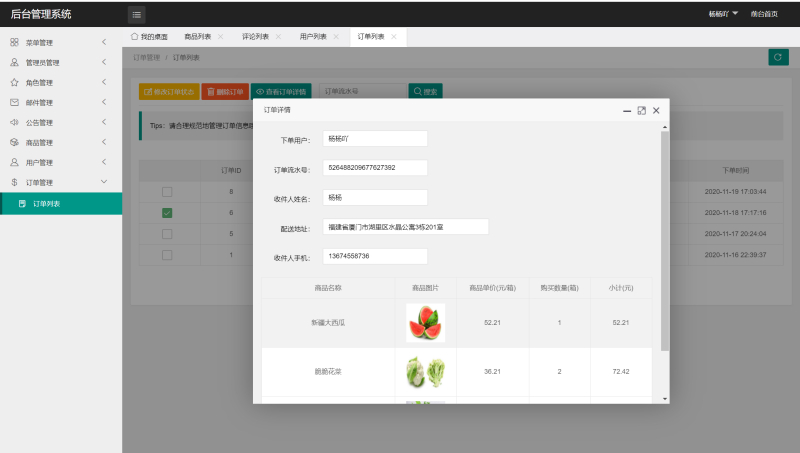 后台管理系统
杨杨吖
前台首页
菜单管理
管理员管理
角色管理
邮件管理
公告管理
商品管理
用户管理
订单管理
订单列表
我的桌面
商品列表
评论列表
用户列表
订单列表
订单管理 / 订单列表
修改订单状态
删除订单
查看订单详情
订单流水号
搜索
Tips：请合理规范地管理订单信息
订单ID
下单时间
8
2020-11-19 17:03:44
6
2020-11-18 17:17:16
5
2020-11-17 20:24:04
1
2020-11-16 22:39:37
订单详情
下单用户：
杨杨吖
订单流水号：
526488209677627392
收件人姓名：
杨杨
配送地址：
福建省厦门市湖里区水晶公寓3栋201室
收件人手机：
13674558736
商品名称 商品图片 商品单价(元/箱) 购买数量(箱) 小计(元)
新疆大西瓜 52.21 1 52.21
脆脆花菜 36.21 2 72.42